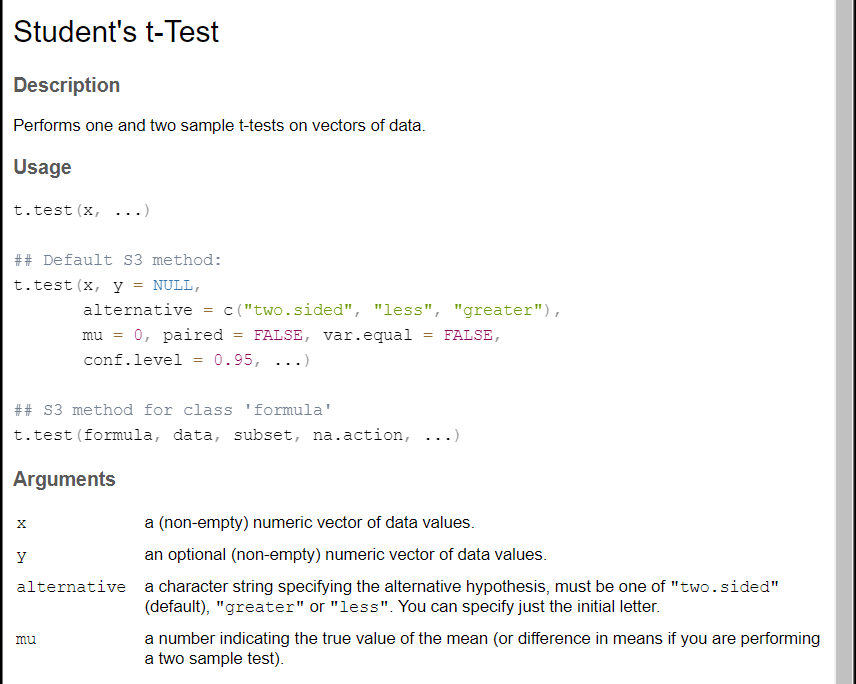 Student's t-Test
Description
Performs one and two sample t-tests on vectors of data.
Usage
t.test(x, ...)
## Default S3 method:
t.test(x, y = NULL,
       alternative = c("two.sided", "less", "greater"),
       mu = 0, paired = FALSE, var.equal = FALSE,
       conf.level = 0.95, ...)
## S3 method for class 'formula'
t.test(formula, data, subset, na.action, ...)
Arguments
x a (non-empty) numeric vector of data values.
y an optional (non-empty) numeric vector of data values.
alternative a character string specifying the alternative hypothesis, must be one of "two.sided"
(default), "greater" or "less". You can specify just the initial letter.
mu a number indicating the true value of the mean (or difference in means if you are performing
a two sample test).